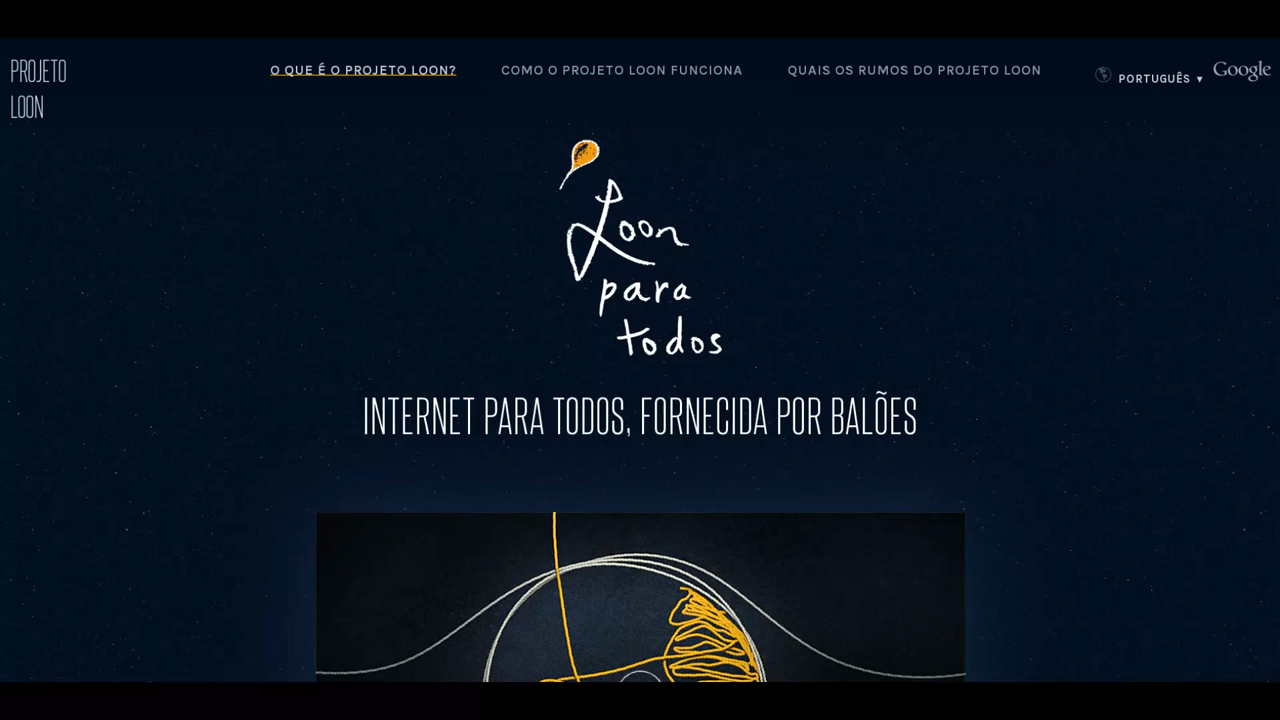 PROJETO
LOON
O QUE É O PROJETO LOON?
COMO O PROJETO LOON FUNCIONA
QUAIS OS RUMOS DO PROJETO LOON
PORTUGUÊS ▼
Google
Loon
para
todos
INTERNET PARA TODOS, FORNECIDA POR BALÕES